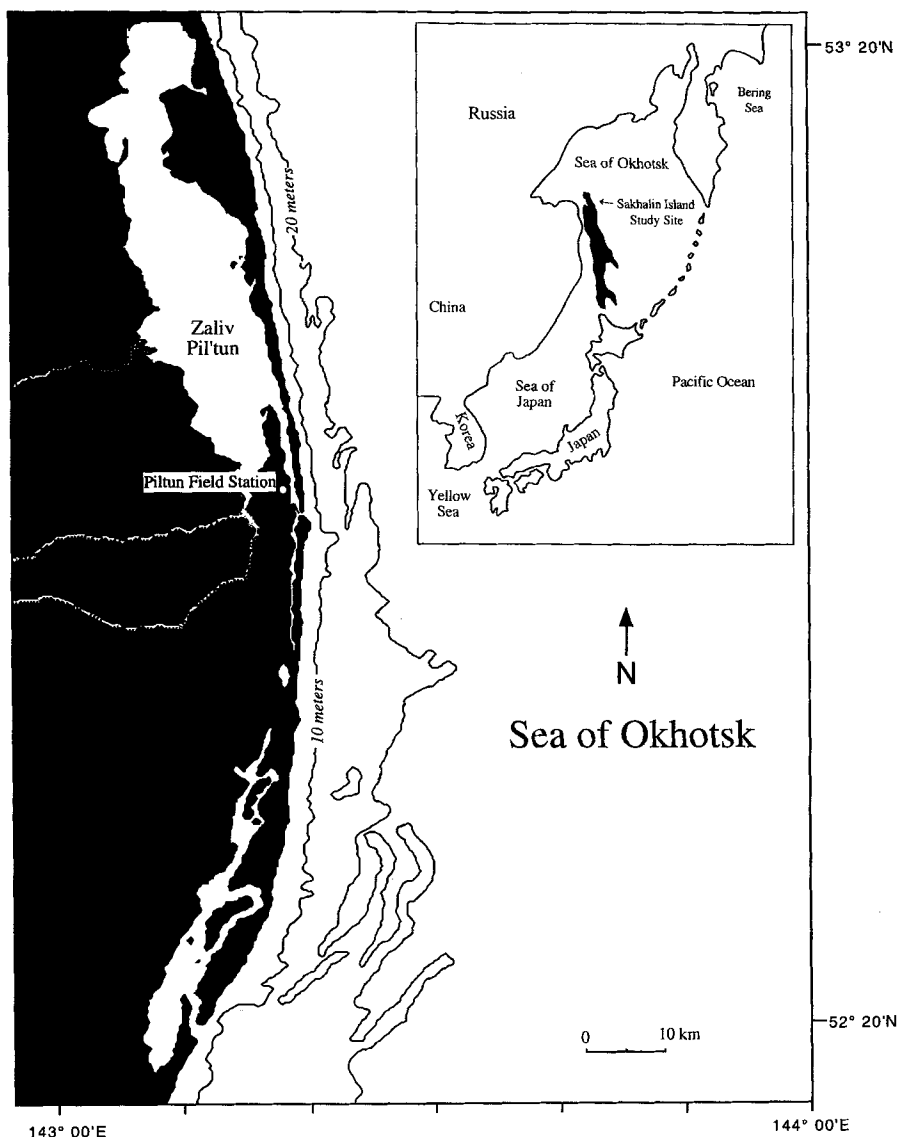 53° 20'N
Russia
Bering
Sea
Sea of Okhotsk
Sakhalin Island
Study Site
20 meters
China
Zaliv
Pil'tun
Pacific Ocean
Sea of
Japan
Korea
Japan
Piltun Field Station
Yellow
Sea
N
10 meters
Sea of Okhotsk
0 10 km
52° 20'N
143° 00'E
144° 00'E